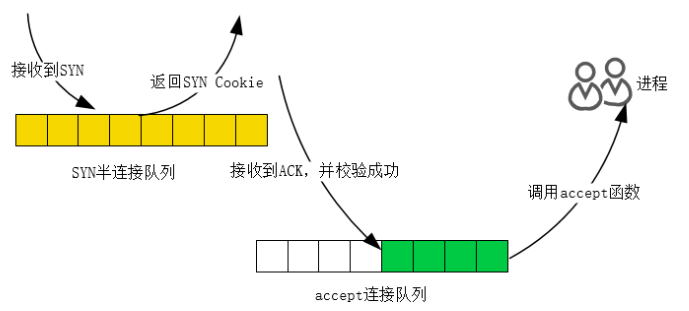 接收到SYN
返回SYN Cookie
进程
SYN半连接队列
接收到ACK，并校验成功
调用accept函数
accept连接队列